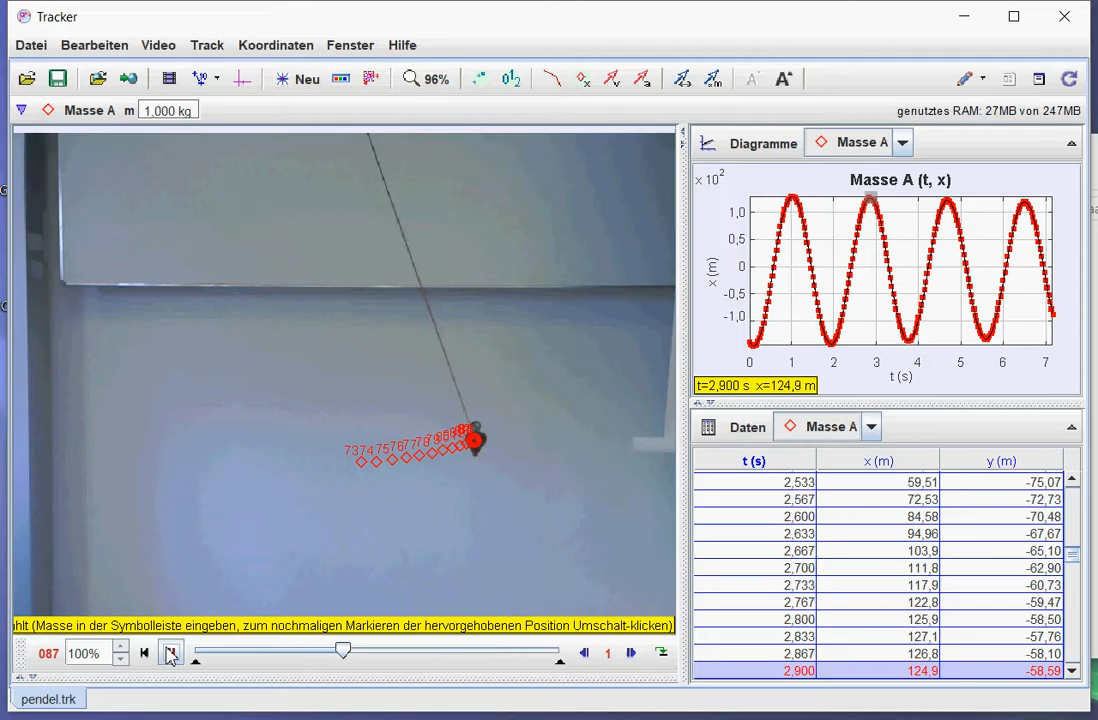 Tracker
Datei Bearbeiten Video Track Koordinaten Fenster Hilfe
Neu 96%
Masse A m 1,000 kg genutztes RAM: 27MB von 247MB
Diagramme Masse A
Masse A (t, x)
x 10²
1,0
0,5
0
-0,5
-1,0
x (m)
0 1 2 3 4 5 6 7
t (s)
t=2,900 s x=124,9 m
73 74 75 76 77 78
Daten Masse A
t (s) x (m) y (m)
2,533 59,51 -75,07
2,567 72,53 -72,73
2,600 84,58 -70,48
2,633 94,96 -67,67
2,667 103,9 -65,10
2,700 111,8 -62,90
2,733 117,9 -60,73
2,767 122,8 -59,47
2,800 125,9 -58,50
2,833 127,1 -57,76
2,867 126,8 -58,10
2,900 124,9 -58,59
hlt (Masse in der Symbolleiste eingeben, zum nochmaligen Markieren der hervorgehobenen Position Umschalt-klicken)
087 100% 1
pendel.trk